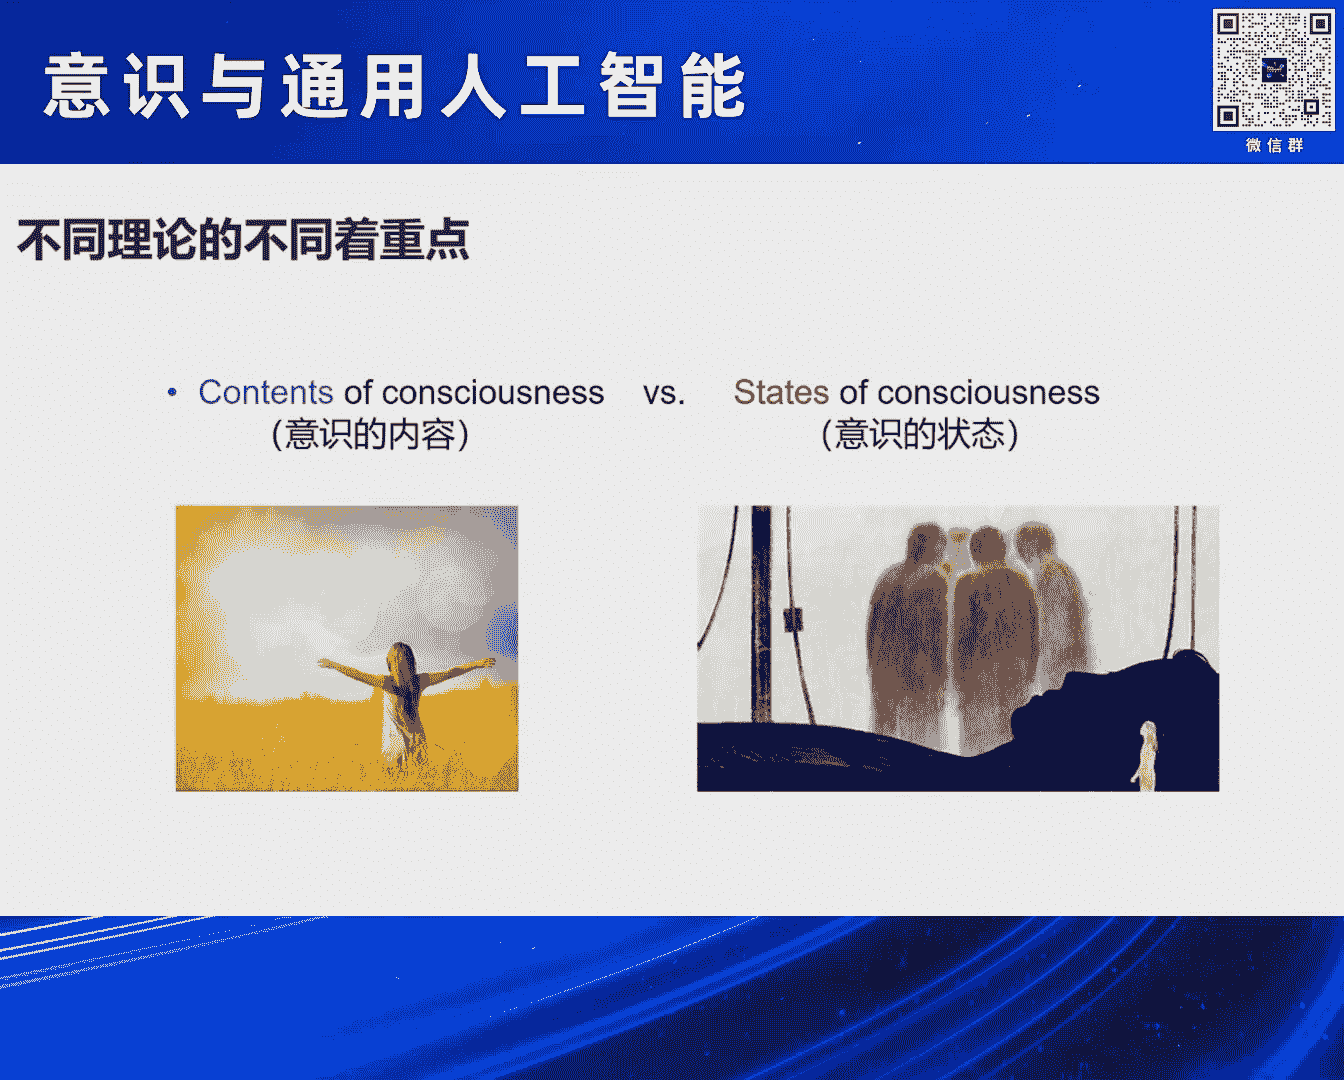 意识与通用人工智能
微信群
不同理论的不同着重点
• Contents of consciousness vs. States of consciousness
(意识的内容) (意识的状态)